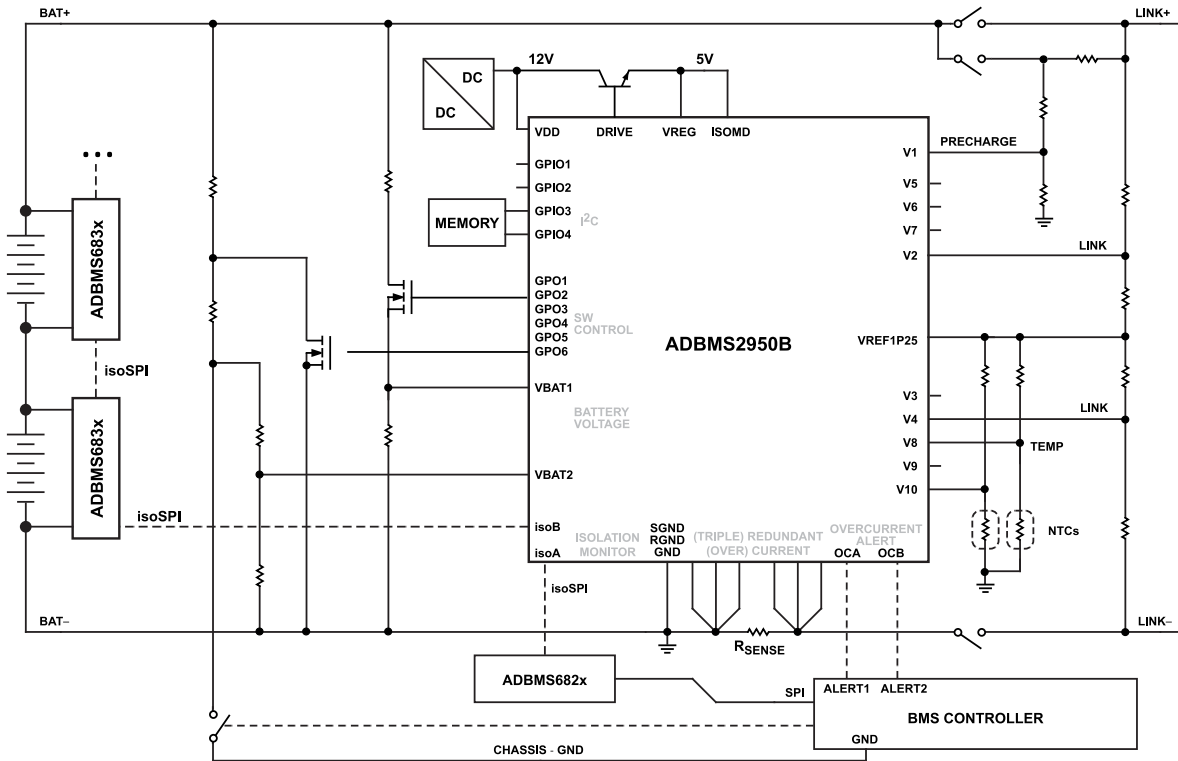 BAT+
LINK+
12V
5V
DC
DC
VDD
DRIVE
VREG
ISOMD
PRECHARGE
V1
GPIO1
GPIO2
GPIO3
GPIO4
I2C
MEMORY
V5
V6
V7
V2
LINK
...
ADBMS683x
isoSPI
ADBMS683x
GPO1
GPO2
GPO3
GPO4
GPO5
GPO6
SW
CONTROL
ADBMS2950B
VREF1P25
VBAT1
BATTERY
VOLTAGE
VBAT2
V3
V4
LINK
V8
TEMP
V9
V10
NTCs
isoSPI
isoB
isoA
ISOLATION
MONITOR
SGND
RGND
GND
(TRIPLE) REDUNDANT
(OVER) CURRENT
OVERCURRENT
ALERT
OCA
OCB
isoSPI
BAT–
LINK–
RSENSE
ADBMS682x
SPI
ALERT1
ALERT2
BMS CONTROLLER
GND
CHASSIS - GND